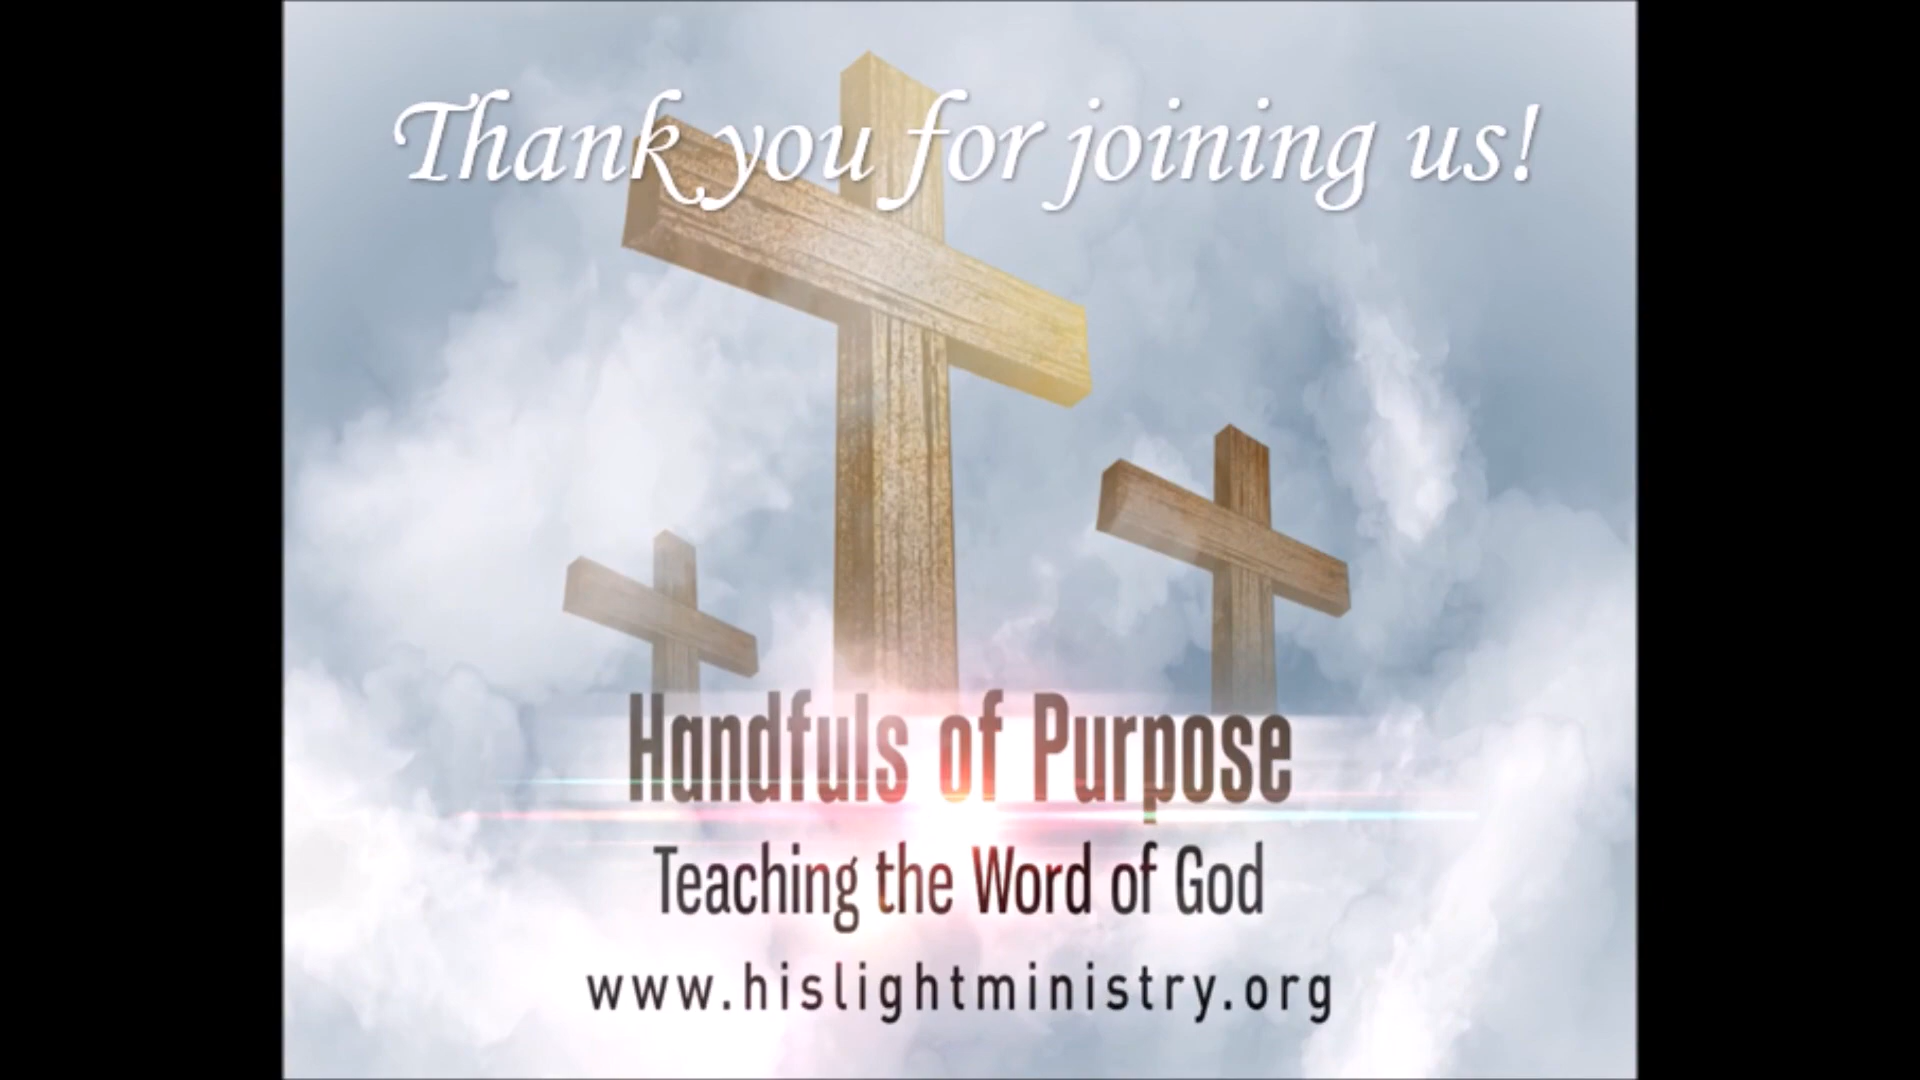 Thank you for joining us!
Handfuls of Purpose
Teaching the Word of God
www.hislightministry.org